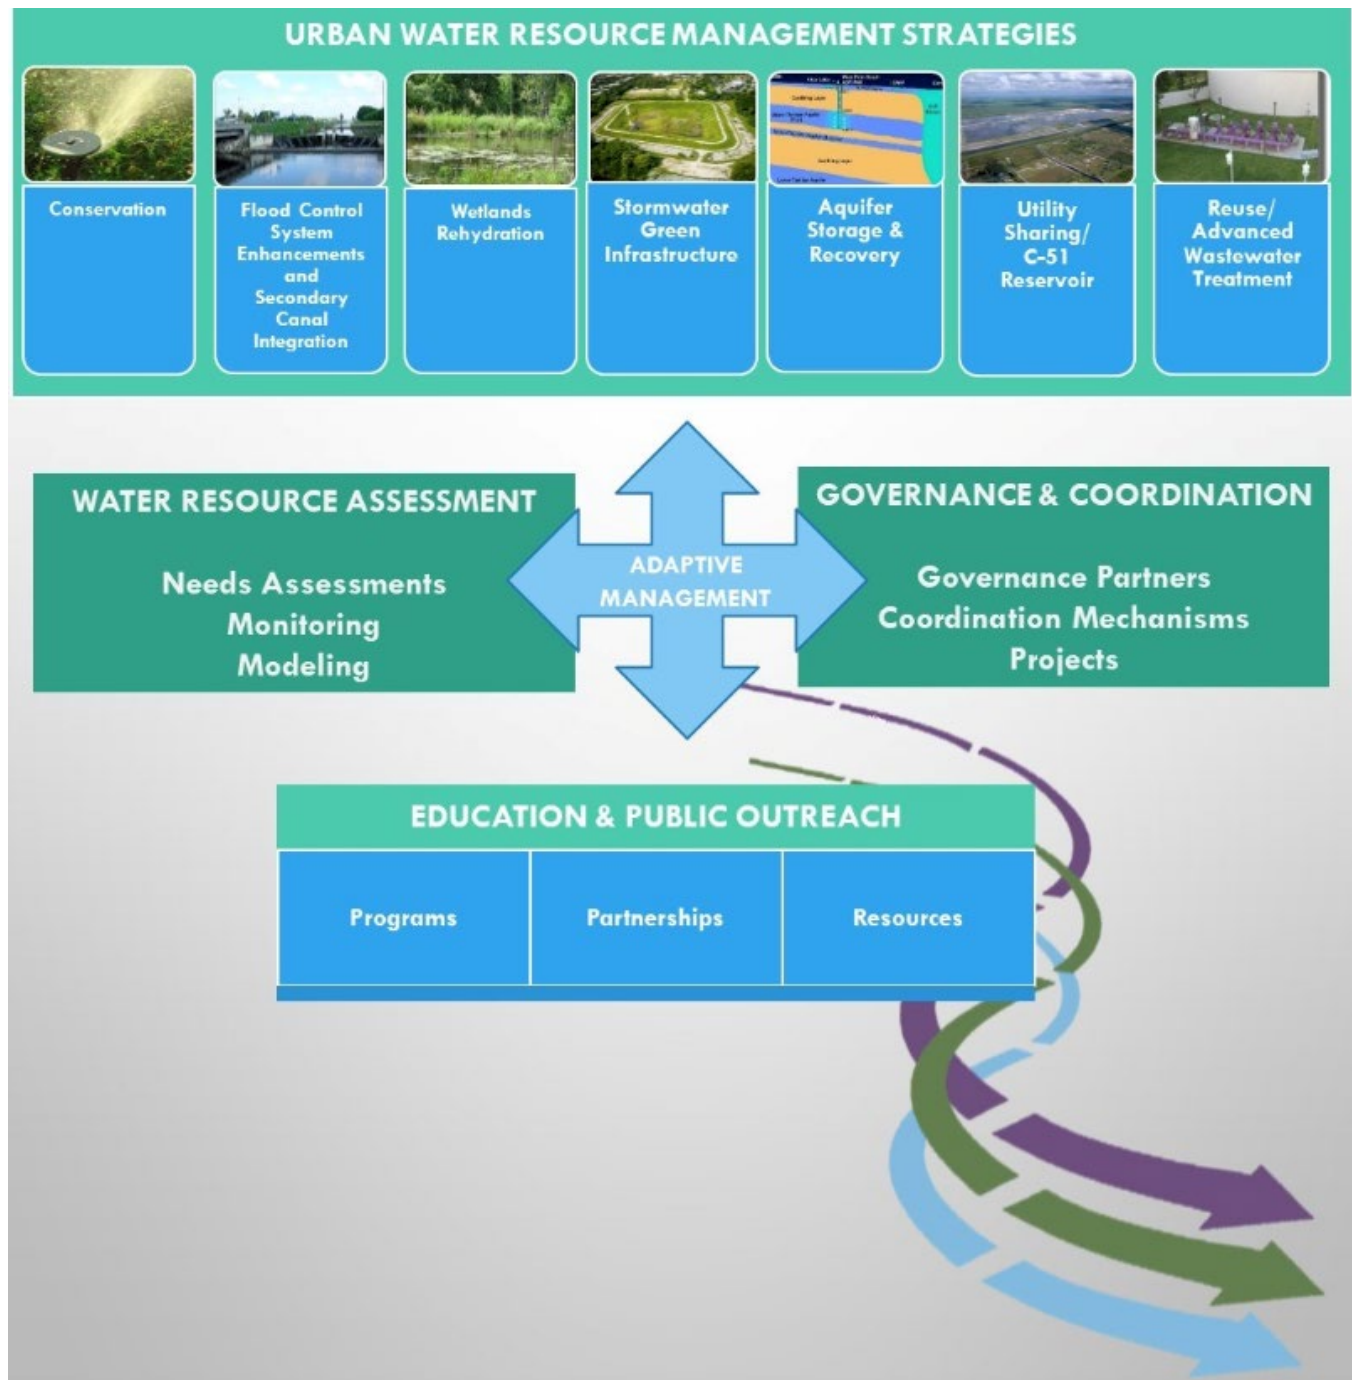 URBAN WATER RESOURCE MANAGEMENT STRATEGIES
Conservation
Flood Control
System
Enhancements
and
Secondary
Canal
Integration
Wetlands
Rehydration
Stormwater
Green
Infrastructure
Aquifer
Storage &
Recovery
Utility
Sharing/
C-51
Reservoir
Reuse/
Advanced
Wastewater
Treatment
WATER RESOURCE ASSESSMENT
Needs Assessments
Monitoring
Modeling
ADAPTIVE
MANAGEMENT
GOVERNANCE & COORDINATION
Governance Partners
Coordination Mechanisms
Projects
EDUCATION & PUBLIC OUTREACH
Programs
Partnerships
Resources